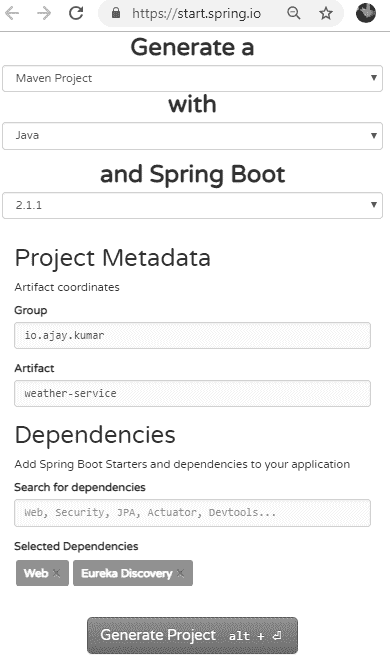 https://start.spring.io
Generate a
Maven Project
with
Java
and Spring Boot
2.1.1
Project Metadata
Artifact coordinates
Group
io.ajay.kumar
Artifact
weather-service
Dependencies
Add Spring Boot Starters and dependencies to your application
Search for dependencies
Web, Security, JPA, Actuator, Devtools...
Selected Dependencies
Web × Eureka Discovery ×
Generate Project alt + ⏎